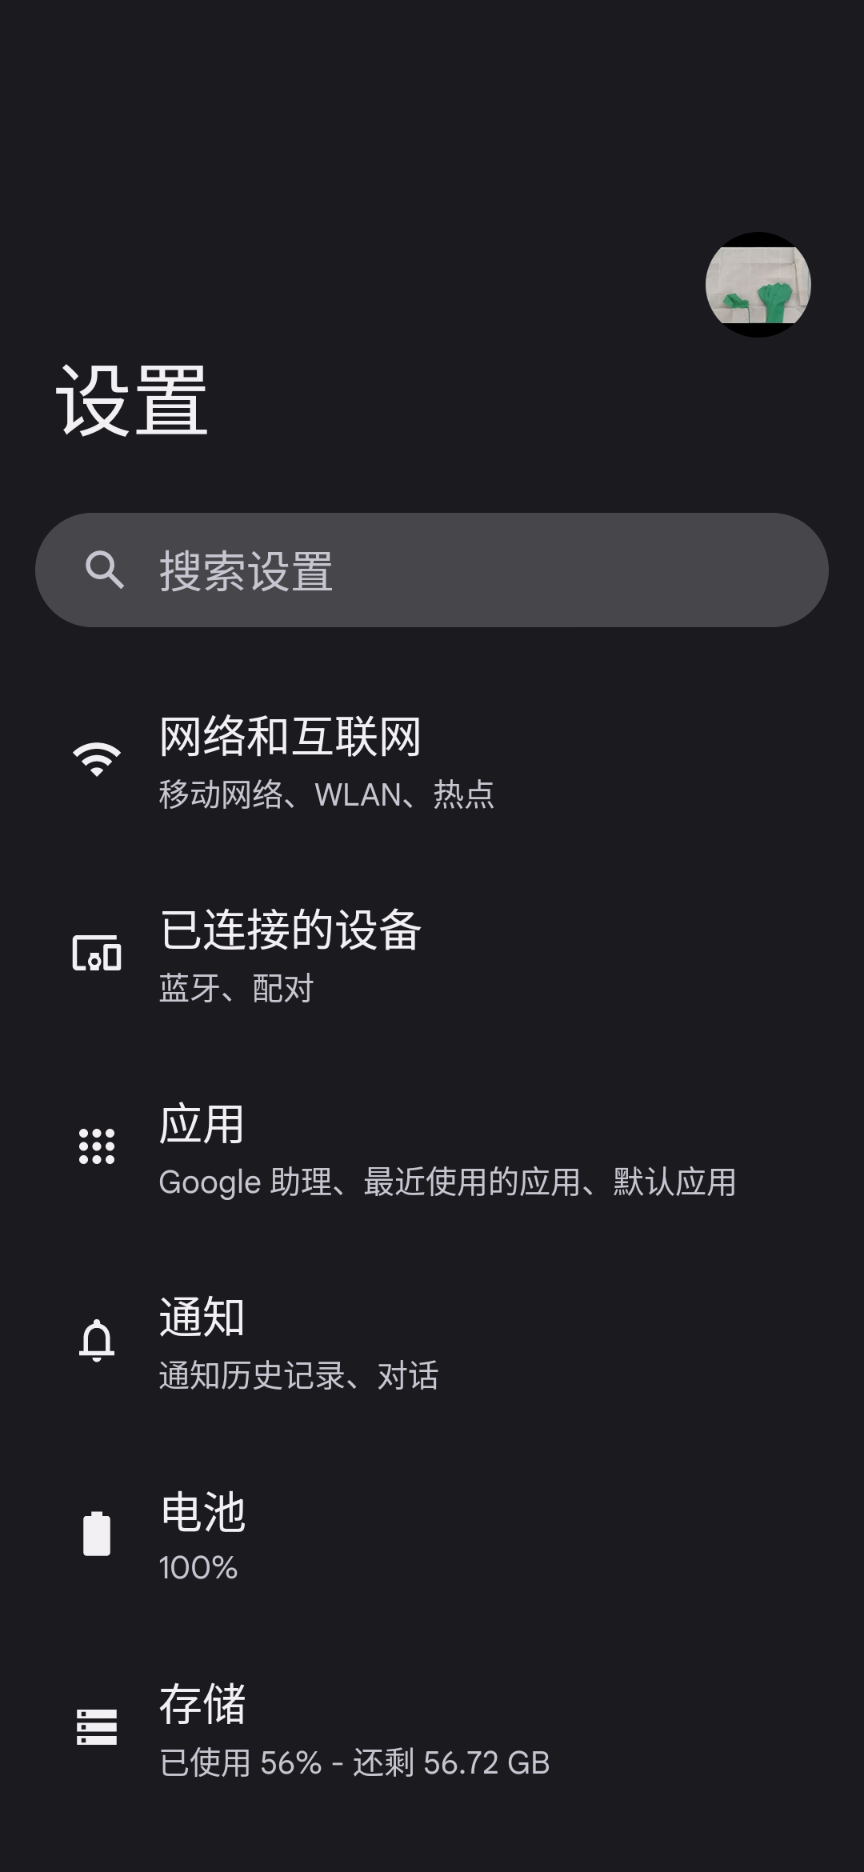 设置
搜索设置
网络和互联网
移动网络、WLAN、热点
已连接的设备
蓝牙、配对
应用
Google 助理、最近使用的应用、默认应用
通知
通知历史记录、对话
电池
100%
存储
已使用 56% - 还剩 56.72 GB